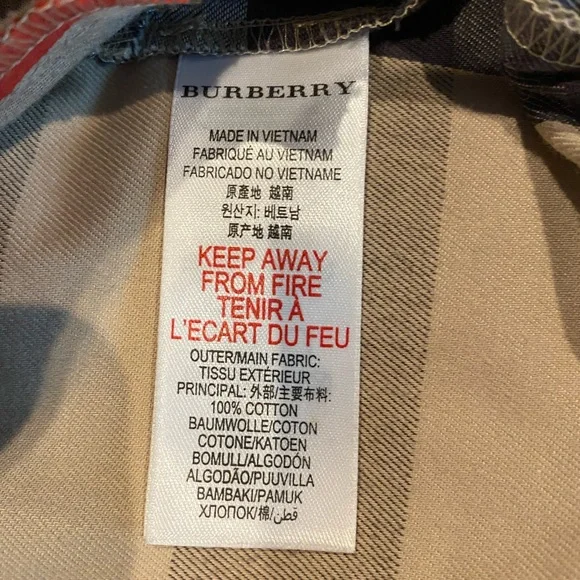 BURBERRY
MADE IN VIETNAM
FABRIQUÉ AU VIETNAM
FABRICADO NO VIETNAME
原產地 越南
원산지: 베트남
原产地 越南
KEEP AWAY
FROM FIRE
TENIR À
L'ECART DU FEU
OUTER/MAIN FABRIC:
TISSU EXTÉRIEUR
PRINCIPAL: 外部/主要布料:
100% COTTON
BAUMWOLLE/COTON
COTONE/KATOEN
BOMULL/ALGODÓN
ALGODÃO/PUUVILLA
BAMBAKI/PAMUK
ХЛОПОК/棉/قطن